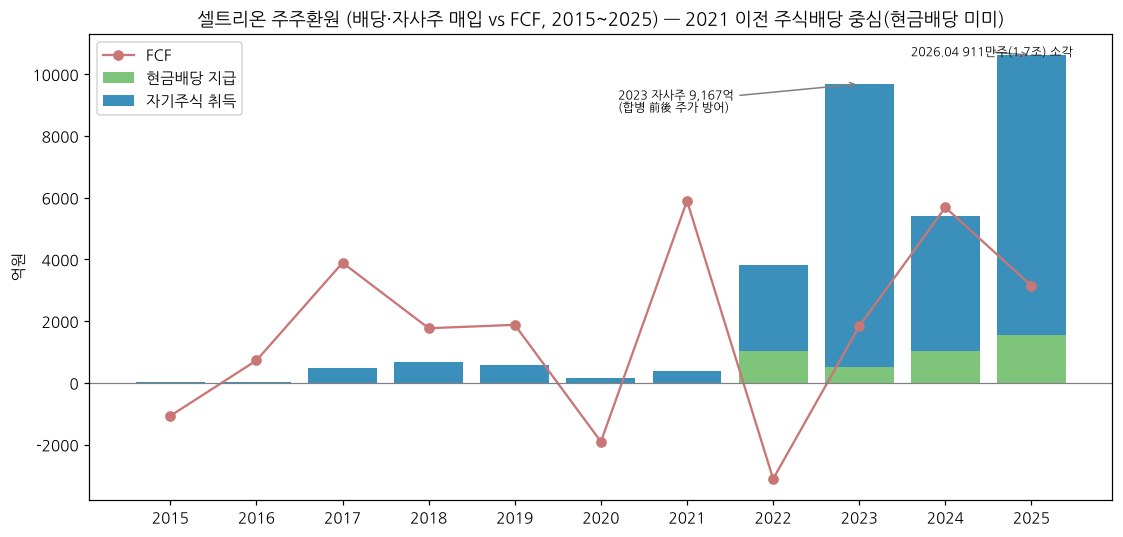 셀트리온 주주환원 (배당·자사주 매입 vs FCF, 2015~2025) — 2021 이전 주식배당 중심(현금배당 미미)
FCF
현금배당 지급
자기주식 취득
2026.04 911만주(1.7조) 소각
2023 자사주 9,167억
(합병 前後 주가 방어)
억원
10000
8000
6000
4000
2000
0
-2000
2015 2016 2017 2018 2019 2020 2021 2022 2023 2024 2025